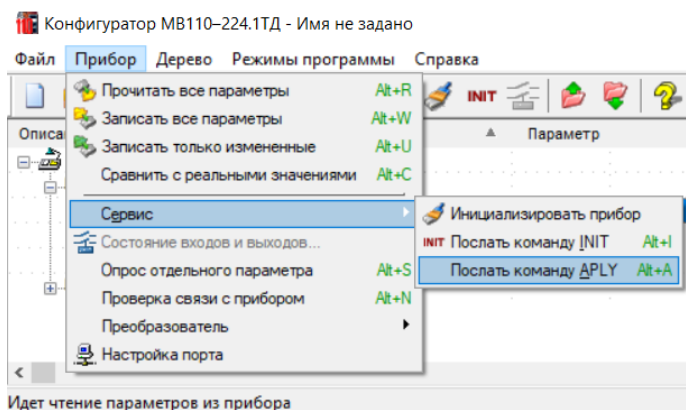 Конфигуратор МВ110–224.1ТД - Имя не задано
Файл Прибор Дерево Режимы программы Справка
Прочитать все параметры Alt+R
INIT
Записать все параметры Alt+W
Описа
Параметр
Записать только измененные Alt+U
Сравнить с реальными значениями Alt+C
Сервис
Инициализировать прибор
Состояние входов и выходов...
INIT Послать команду INIT Alt+I
Опрос отдельного параметра Alt+S
Послать команду APLY Alt+A
Проверка связи с прибором Alt+N
Преобразователь
Настройка порта
Идет чтение параметров из прибора